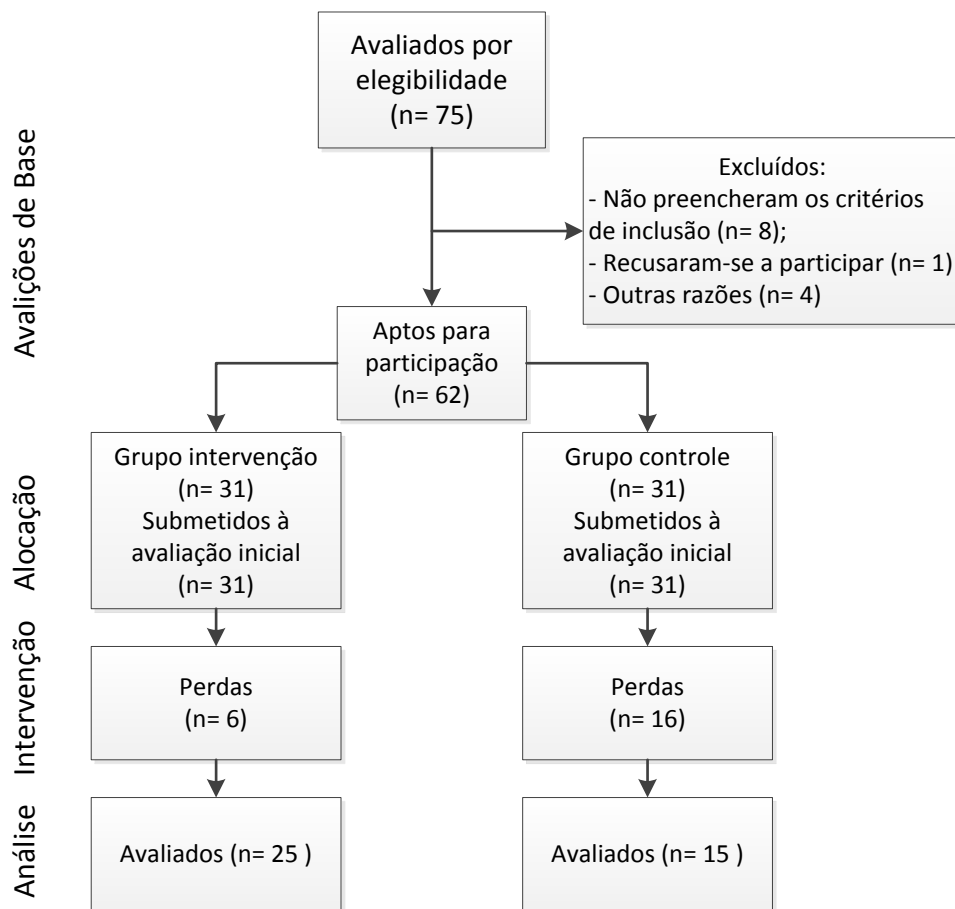 Avaliados por
elegibilidade
(n= 75)
Avalições de Base
Excluídos:
- Não preencheram os critérios
de inclusão (n= 8);
- Recusaram-se a participar (n= 1)
- Outras razões (n= 4)
Aptos para
participação
(n= 62)
Alocação
Grupo intervenção
(n= 31)
Submetidos à
avaliação inicial
(n= 31)
Grupo controle
(n= 31)
Submetidos à
avaliação inicial
(n= 31)
Intervenção
Perdas
(n= 6)
Perdas
(n= 16)
Análise
Avaliados (n= 25 )
Avaliados (n= 15 )